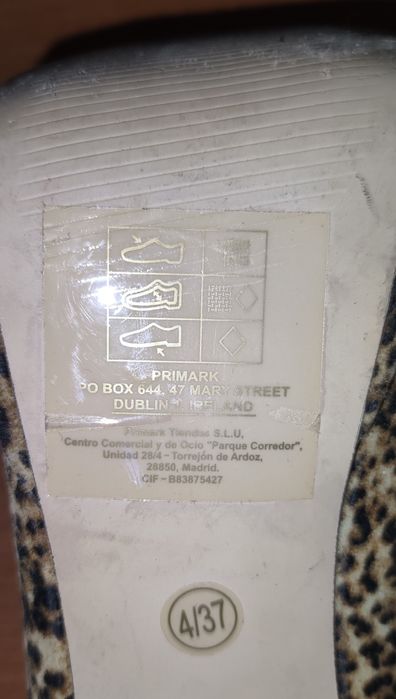 PRIMARK
PO BOX 644, 47 MARY STREET
DUBLIN 1, IRELAND
Primark Tiendas S.L.U,
Centro Comercial y de Ocio "Parque Corredor",
Unidad 28/4 – Torrejón de Ardoz,
28850, Madrid.
CIF – B83875427
4/37